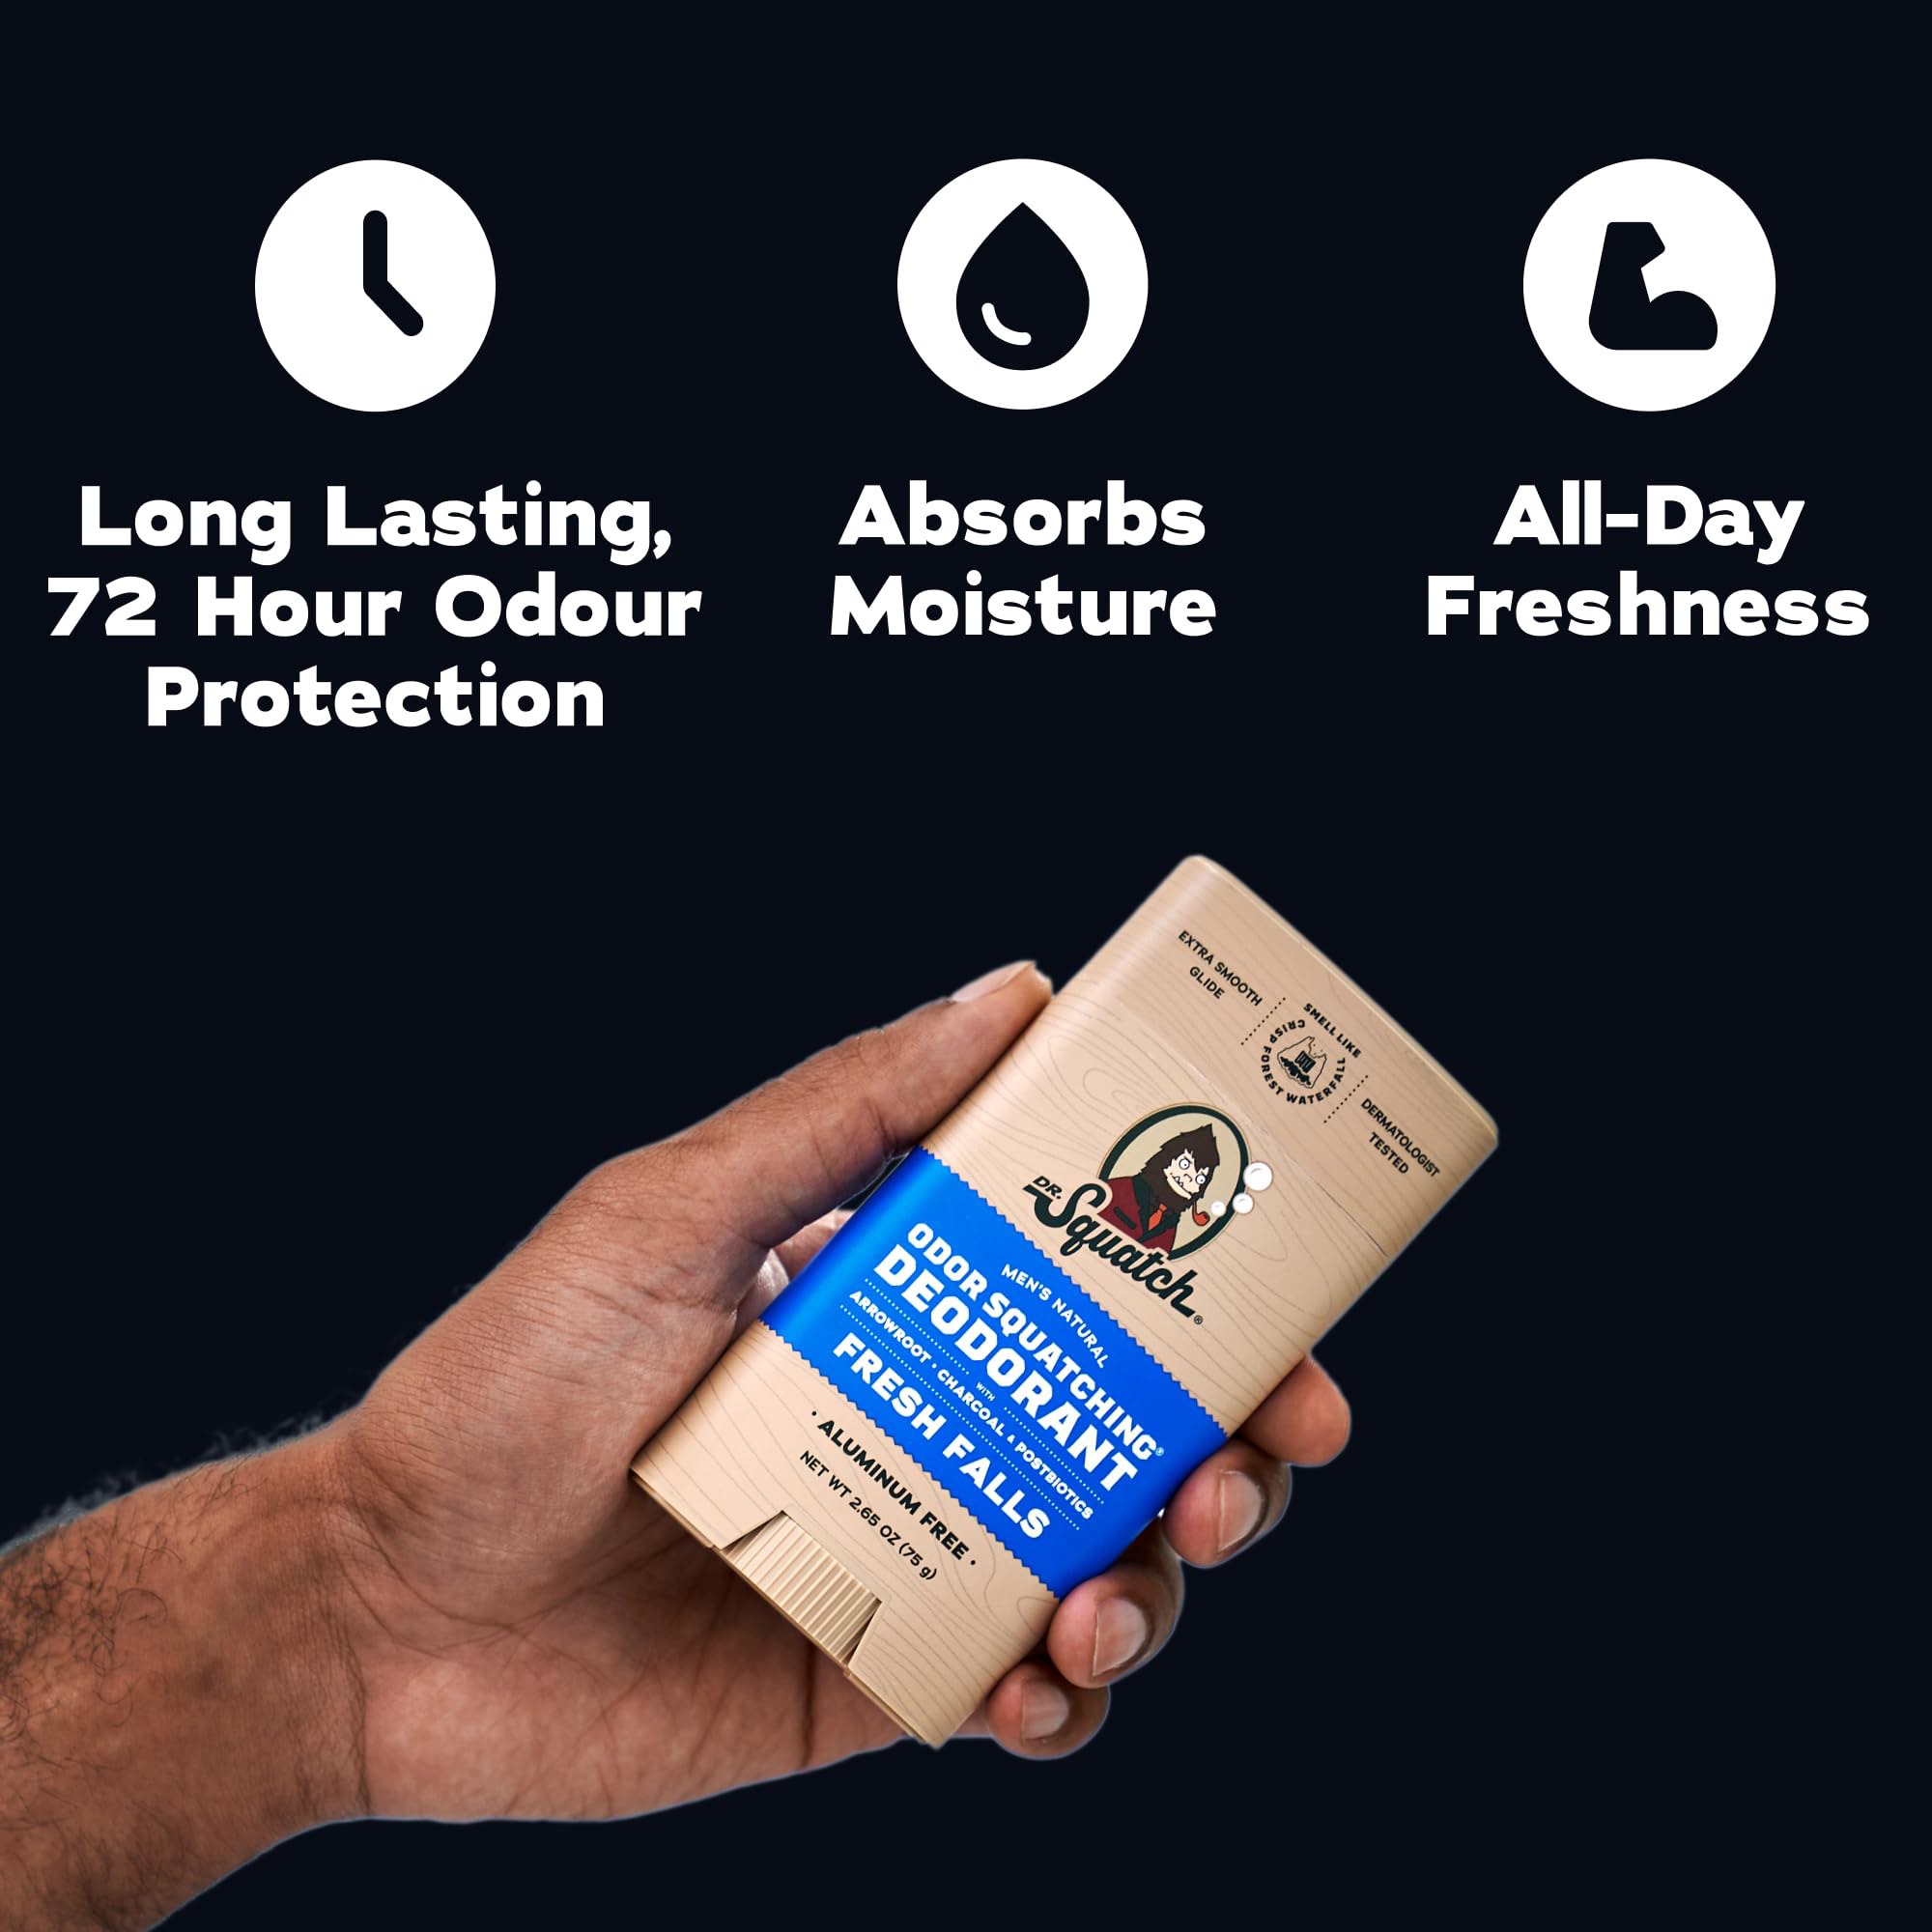 Long Lasting,
72 Hour Odour
Protection
Absorbs
Moisture
All-Day
Freshness
EXTRA SMOOTH
GLIDE
SMELL LIKE
CRISP FOREST WATERFALL
DERMATOLOGIST
TESTED
DR.
Squatch®
MEN'S NATURAL
ODOR SQUATCHING®
DEODORANT
WITH
ARROWROOT • CHARCOAL & POSTBIOTICS
FRESH FALLS
• ALUMINUM FREE •
NET WT 2.65 OZ (75 g)